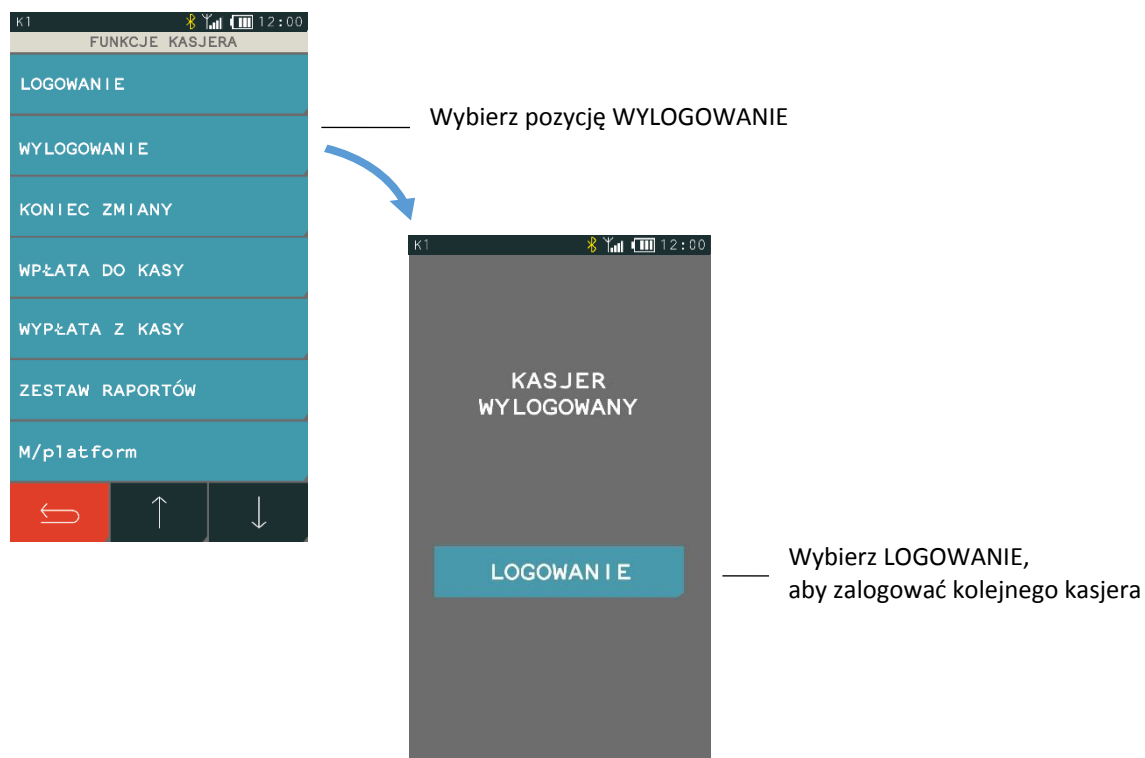 K1 12:00
FUNKCJE KASJERA
LOGOWANIE
WYLOGOWANIE
KONIEC ZMIANY
WPŁATA DO KASY
WYPŁATA Z KASY
ZESTAW RAPORTÓW
M/platform
Wybierz pozycję WYLOGOWANIE
K1 12:00
KASJER
WYLOGOWANY
LOGOWANIE
Wybierz LOGOWANIE,
aby zalogować kolejnego kasjera